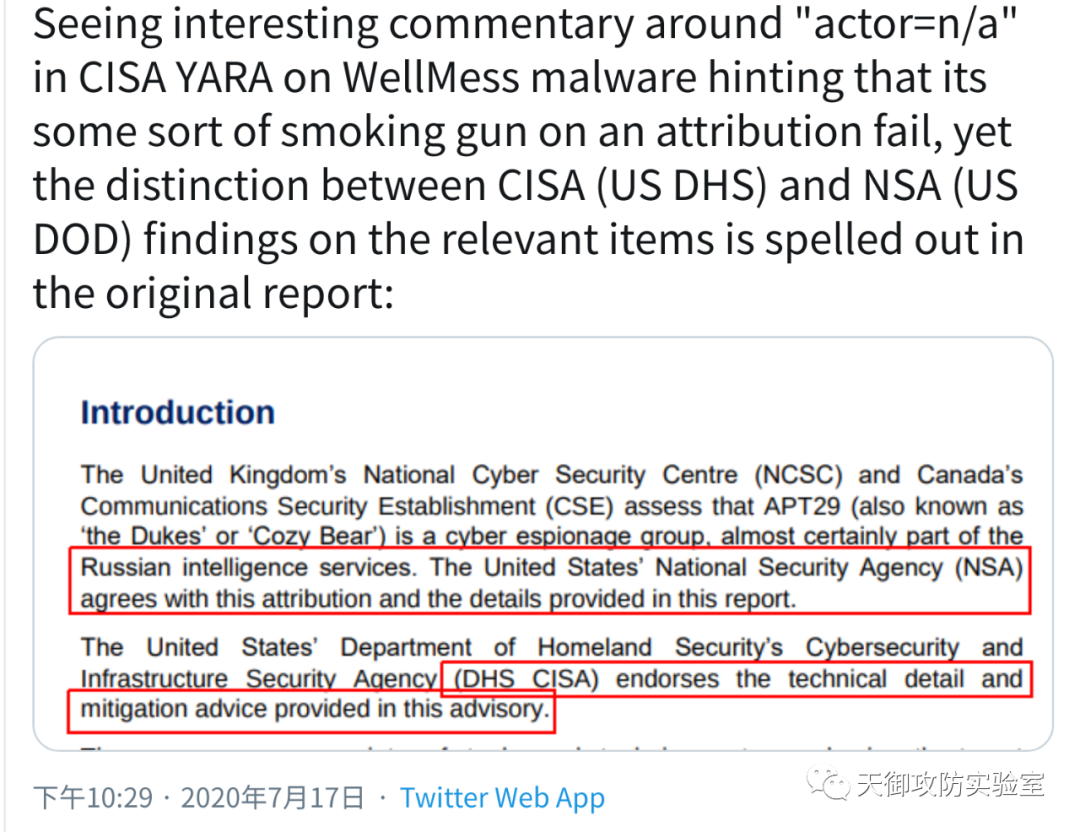 Seeing interesting commentary around "actor=n/a"
in CISA YARA on WellMess malware hinting that its
some sort of smoking gun on an attribution fail, yet
the distinction between CISA (US DHS) and NSA (US
DOD) findings on the relevant items is spelled out in
the original report:
Introduction
The United Kingdom's National Cyber Security Centre (NCSC) and Canada's
Communications Security Establishment (CSE) assess that APT29 (also known as
'the Dukes' or 'Cozy Bear') is a cyber espionage group, almost certainly part of the
Russian intelligence services. The United States' National Security Agency (NSA)
agrees with this attribution and the details provided in this report.
The United States' Department of Homeland Security's Cybersecurity and
Infrastructure Security Agency (DHS CISA) endorses the technical detail and
mitigation advice provided in this advisory.
下午10:29 · 2020年7月17日 · Twitter Web App
天御攻防实验室